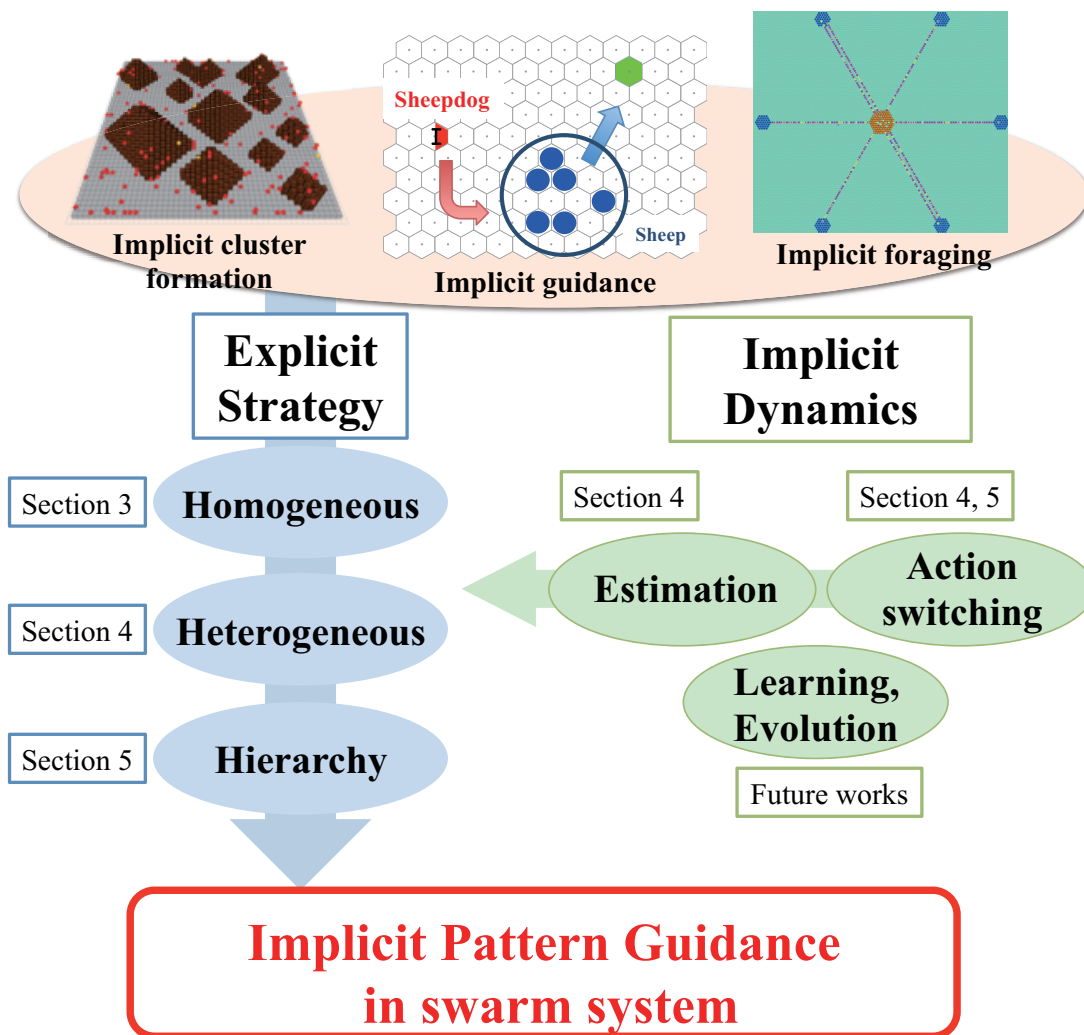 Sheepdog
Sheep
Implicit cluster
formation
Implicit guidance
Implicit foraging
Explicit
Strategy
Implicit
Dynamics
Section 3
Homogeneous
Section 4
Section 4, 5
Estimation
Action
switching
Section 4
Heterogeneous
Learning,
Evolution
Section 5
Hierarchy
Future works
Implicit Pattern Guidance
in swarm system